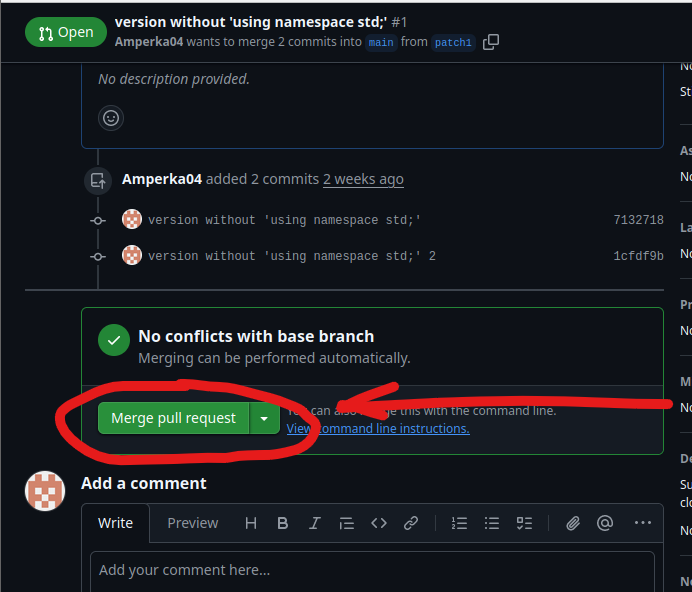 Open
version without 'using namespace std;' #1
Amperka04 wants to merge 2 commits into main from patch1
No description provided.
Amperka04 added 2 commits 2 weeks ago
version without 'using namespace std;' 7132718
version without 'using namespace std;' 2 1cfdf9b
No conflicts with base branch
Merging can be performed automatically.
Merge pull request
You can also merge this with the command line.
View command line instructions.
Add a comment
Write Preview H B I
Add your comment here...
No
St
As
No
La
No
Pr
No
M
No
De
Su
clo
No
No